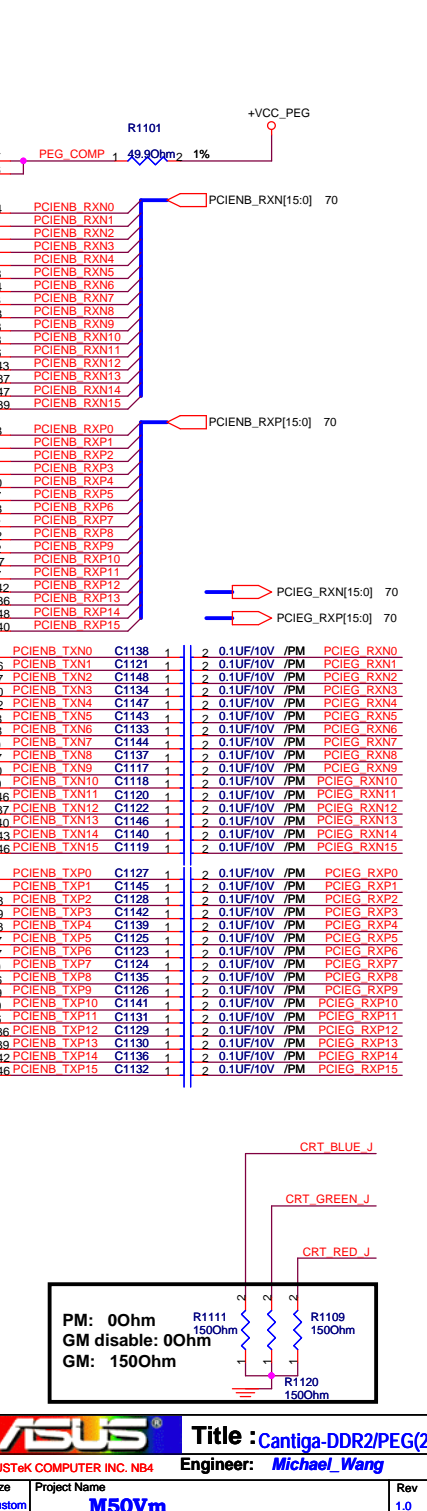 +VCC_PEG
R1101
PEG_COMP 1 49.9Ohm 2 1%
PCIENB_RXN[15:0] 70
PCIENB_RXN0
PCIENB_RXN1
PCIENB_RXN2
PCIENB_RXN3
PCIENB_RXN4
PCIENB_RXN5
PCIENB_RXN6
PCIENB_RXN7
PCIENB_RXN8
PCIENB_RXN9
PCIENB_RXN10
PCIENB_RXN11
PCIENB_RXN12
PCIENB_RXN13
PCIENB_RXN14
PCIENB_RXN15
PCIENB_RXP[15:0] 70
PCIENB_RXP0
PCIENB_RXP1
PCIENB_RXP2
PCIENB_RXP3
PCIENB_RXP4
PCIENB_RXP5
PCIENB_RXP6
PCIENB_RXP7
PCIENB_RXP8
PCIENB_RXP9
PCIENB_RXP10
PCIENB_RXP11
PCIENB_RXP12
PCIENB_RXP13
PCIENB_RXP14
PCIENB_RXP15
PCIEG_RXN[15:0] 70
PCIEG_RXP[15:0] 70
PCIENB_TXN0 C1138 1 2 0.1UF/10V /PM PCIEG_RXN0
PCIENB_TXN1 C1121 1 2 0.1UF/10V /PM PCIEG_RXN1
PCIENB_TXN2 C1148 1 2 0.1UF/10V /PM PCIEG_RXN2
PCIENB_TXN3 C1134 1 2 0.1UF/10V /PM PCIEG_RXN3
PCIENB_TXN4 C1147 1 2 0.1UF/10V /PM PCIEG_RXN4
PCIENB_TXN5 C1143 1 2 0.1UF/10V /PM PCIEG_RXN5
PCIENB_TXN6 C1133 1 2 0.1UF/10V /PM PCIEG_RXN6
PCIENB_TXN7 C1144 1 2 0.1UF/10V /PM PCIEG_RXN7
PCIENB_TXN8 C1137 1 2 0.1UF/10V /PM PCIEG_RXN8
PCIENB_TXN9 C1117 1 2 0.1UF/10V /PM PCIEG_RXN9
PCIENB_TXN10 C1118 1 2 0.1UF/10V /PM PCIEG_RXN10
PCIENB_TXN11 C1120 1 2 0.1UF/10V /PM PCIEG_RXN11
PCIENB_TXN12 C1122 1 2 0.1UF/10V /PM PCIEG_RXN12
PCIENB_TXN13 C1146 1 2 0.1UF/10V /PM PCIEG_RXN13
PCIENB_TXN14 C1140 1 2 0.1UF/10V /PM PCIEG_RXN14
PCIENB_TXN15 C1119 1 2 0.1UF/10V /PM PCIEG_RXN15
PCIENB_TXP0 C1127 1 2 0.1UF/10V /PM PCIEG_RXP0
PCIENB_TXP1 C1145 1 2 0.1UF/10V /PM PCIEG_RXP1
PCIENB_TXP2 C1128 1 2 0.1UF/10V /PM PCIEG_RXP2
PCIENB_TXP3 C1142 1 2 0.1UF/10V /PM PCIEG_RXP3
PCIENB_TXP4 C1139 1 2 0.1UF/10V /PM PCIEG_RXP4
PCIENB_TXP5 C1125 1 2 0.1UF/10V /PM PCIEG_RXP5
PCIENB_TXP6 C1123 1 2 0.1UF/10V /PM PCIEG_RXP6
PCIENB_TXP7 C1124 1 2 0.1UF/10V /PM PCIEG_RXP7
PCIENB_TXP8 C1135 1 2 0.1UF/10V /PM PCIEG_RXP8
PCIENB_TXP9 C1126 1 2 0.1UF/10V /PM PCIEG_RXP9
PCIENB_TXP10 C1141 1 2 0.1UF/10V /PM PCIEG_RXP10
PCIENB_TXP11 C1131 1 2 0.1UF/10V /PM PCIEG_RXP11
PCIENB_TXP12 C1129 1 2 0.1UF/10V /PM PCIEG_RXP12
PCIENB_TXP13 C1130 1 2 0.1UF/10V /PM PCIEG_RXP13
PCIENB_TXP14 C1136 1 2 0.1UF/10V /PM PCIEG_RXP14
PCIENB_TXP15 C1132 1 2 0.1UF/10V /PM PCIEG_RXP15
CRT_BLUE_J
CRT_GREEN_J
CRT_RED_J
2 2 2
PM: 0Ohm
GM disable: 0Ohm
GM: 150Ohm
R1111
150Ohm
R1109
150Ohm
1 1 1
R1120
150Ohm
ASUS®
Title : Cantiga-DDR2/PEG(2
USTeK COMPUTER INC. NB4
Engineer: Michael_Wang
ze
ustom
Project Name
M50Vm
Rev
1.0